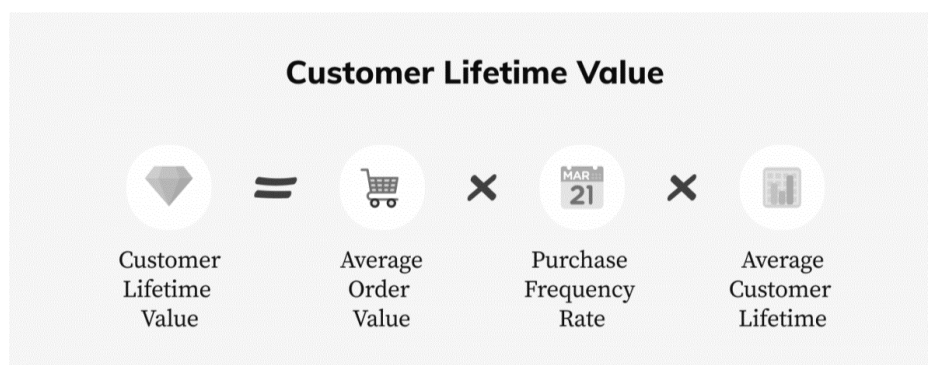 Customer Lifetime Value
Customer
Lifetime
Value
=
Average
Order
Value
×
MAR
21
Purchase
Frequency
Rate
×
Average
Customer
Lifetime